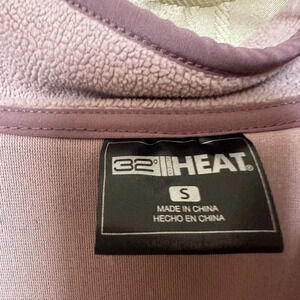 32° HEAT®
S
MADE IN CHINA
HECHO EN CHINA